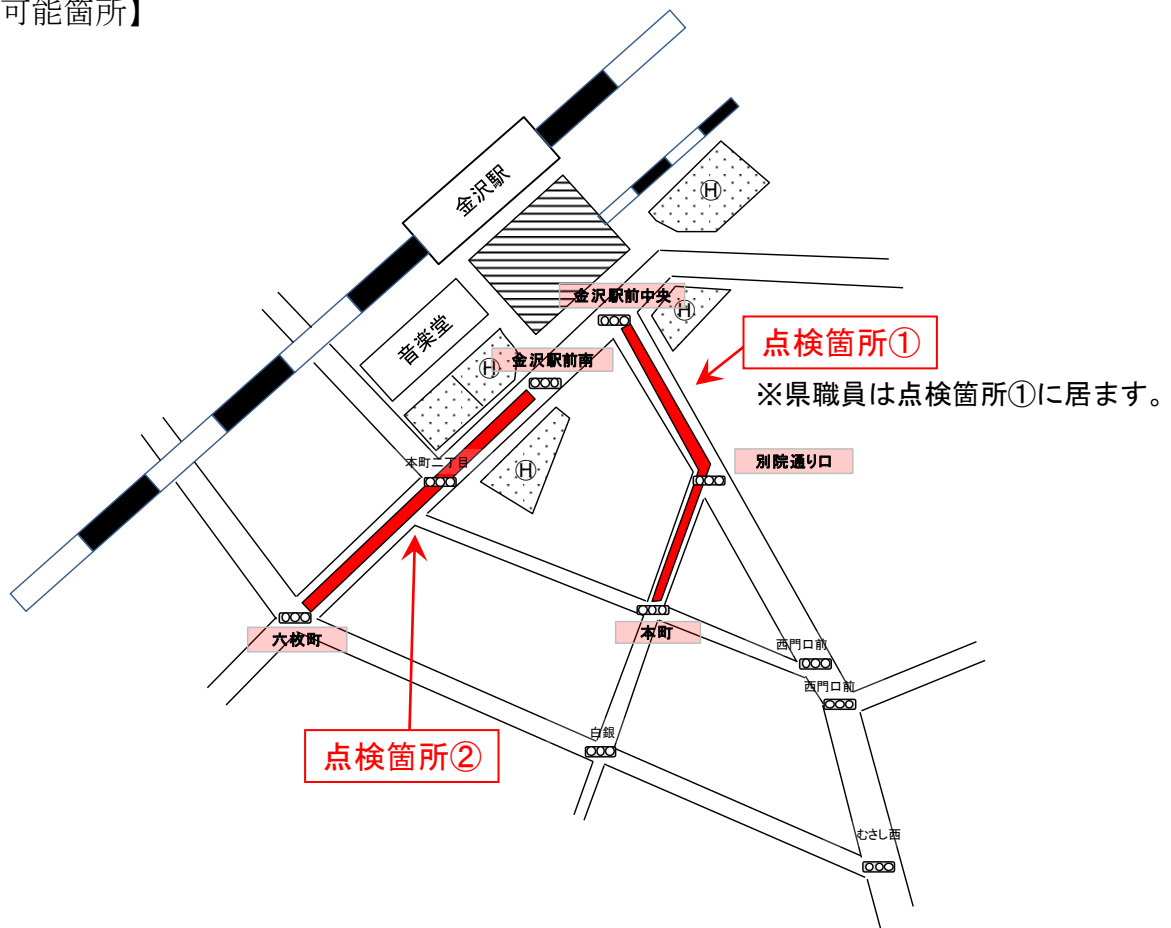 可能箇所】
金沢駅
Ⓗ
金沢駅前中央
Ⓗ
音楽堂
点検箇所①
金沢駅前南
Ⓗ
※県職員は点検箇所①に居ます。
本町二丁目
Ⓗ
別院通り口
六枚町
本町
西門口前
西門口前
白銀
点検箇所②
むさし西